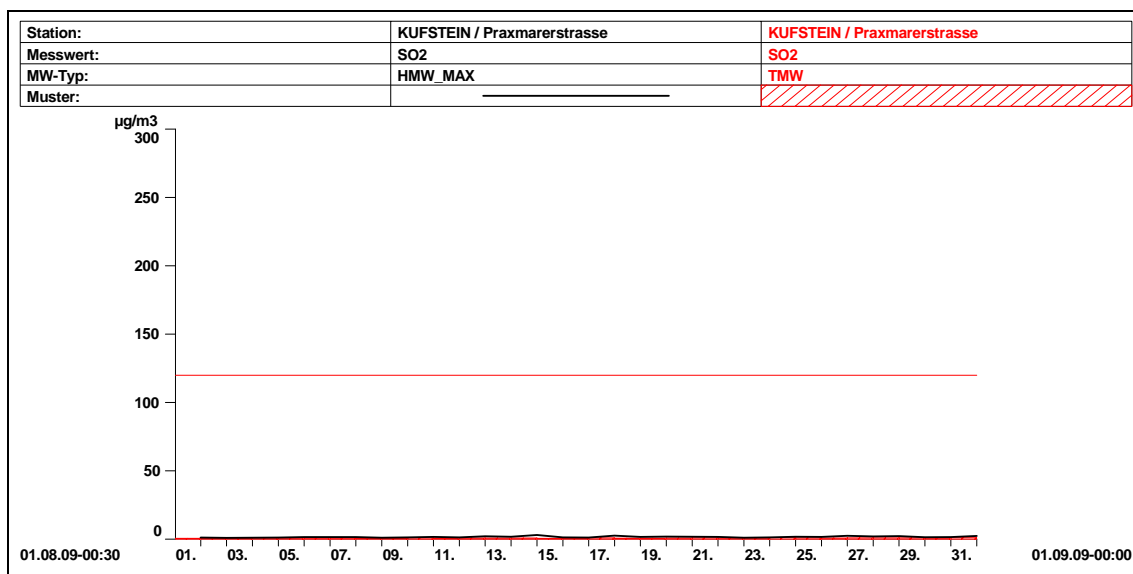 Station: KUFSTEIN / Praxmarerstrasse KUFSTEIN / Praxmarerstrasse
Messwert: SO2 SO2
MW-Typ: HMW_MAX TMW
Muster:
µg/m3
300
250
200
150
100
50
0
01.08.09-00:30 01. 03. 05. 07. 09. 11. 13. 15. 17. 19. 21. 23. 25. 27. 29. 31. 01.09.09-00:00